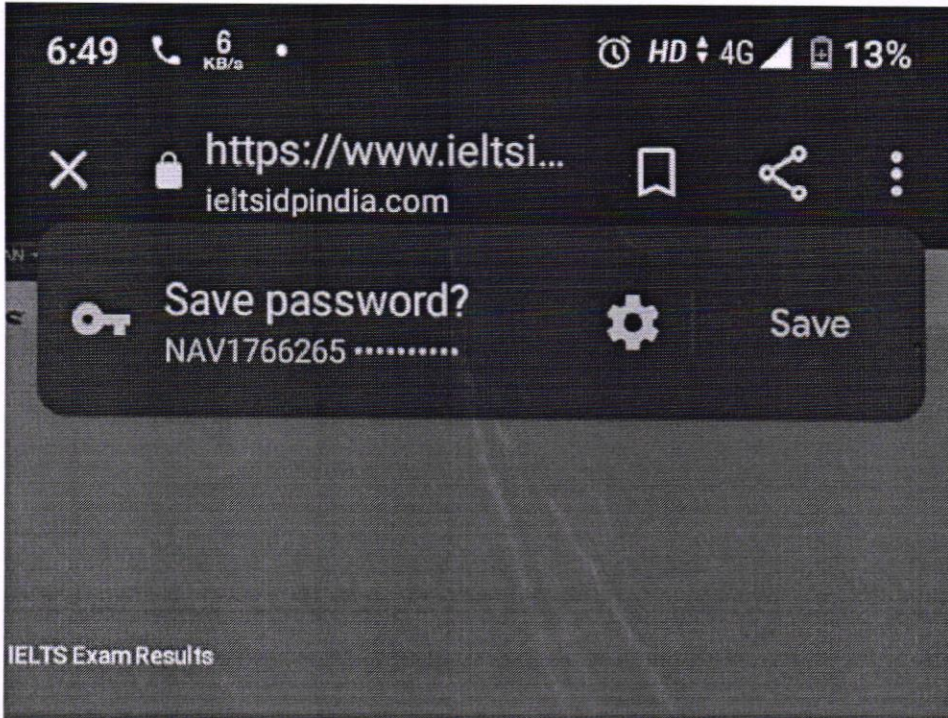 6:49 6 KB/s HD 4G 13%
https://www.ieltsi...
ieltsidpindia.com
AN
s
Save password?
NAV1766265 ••••••••••
Save
IELTS Exam Results